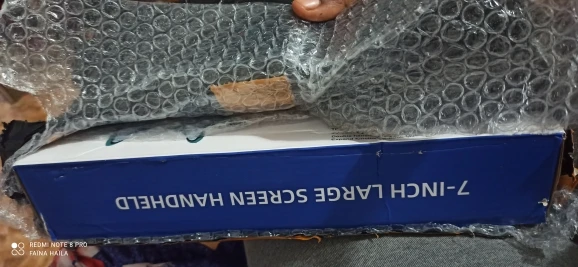 7-INCH LARGE SCREEN HANDHELD
REDMI NOTE 8 PRO
FAINA HAILA